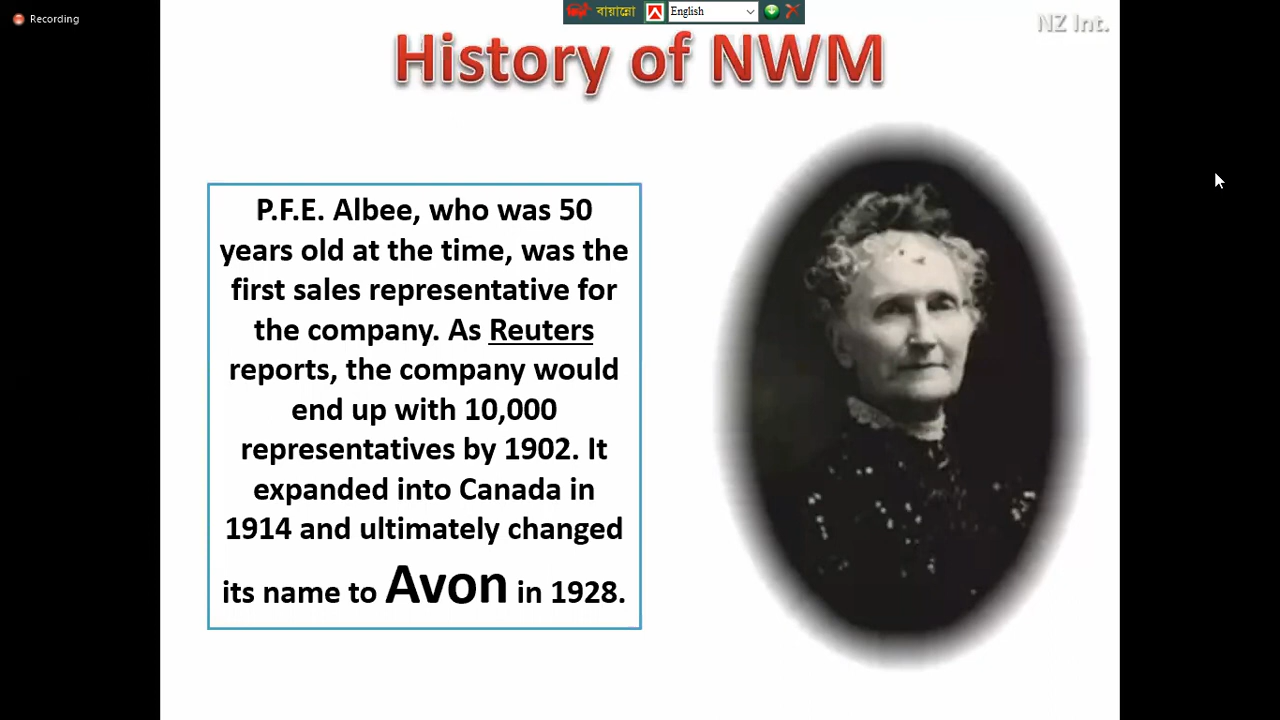 Recording
বায়ান্নো
English
NZ Int.
History of NWM
P.F.E. Albee, who was 50
years old at the time, was the
first sales representative for
the company. As Reuters
reports, the company would
end up with 10,000
representatives by 1902. It
expanded into Canada in
1914 and ultimately changed
its name to Avon in 1928.